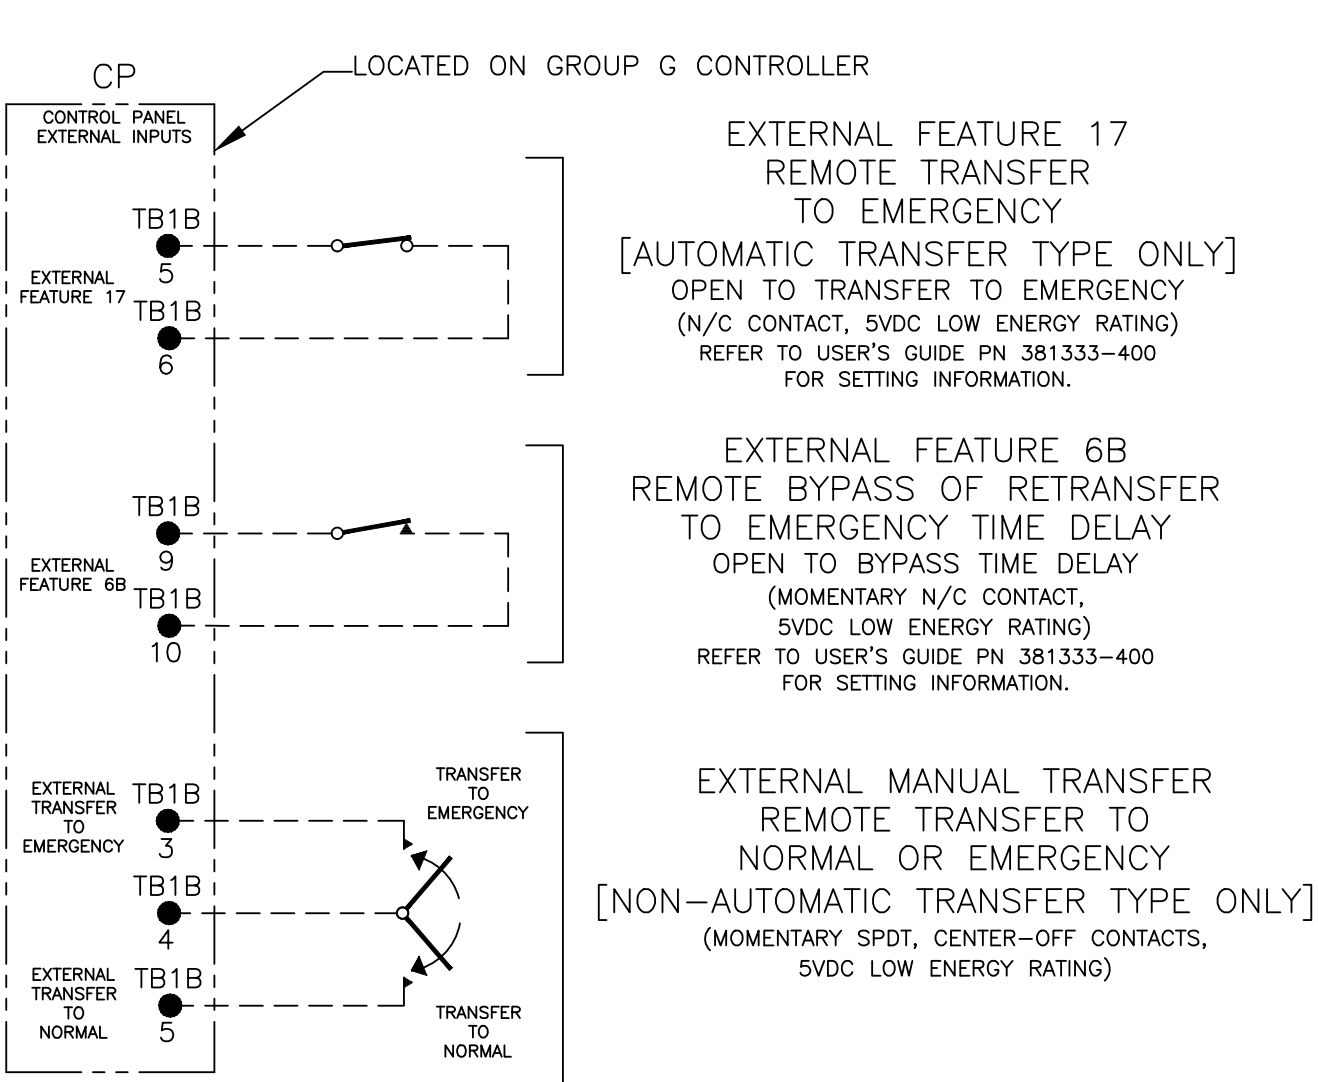 LOCATED ON GROUP G CONTROLLER
CP
CONTROL PANEL
EXTERNAL INPUTS
EXTERNAL FEATURE 17
REMOTE TRANSFER
TO EMERGENCY
[AUTOMATIC TRANSFER TYPE ONLY]
OPEN TO TRANSFER TO EMERGENCY
(N/C CONTACT, 5VDC LOW ENERGY RATING)
REFER TO USER'S GUIDE PN 381333-400
FOR SETTING INFORMATION.
TB1B
5
EXTERNAL
FEATURE 17
TB1B
6
EXTERNAL FEATURE 6B
REMOTE BYPASS OF RETRANSFER
TO EMERGENCY TIME DELAY
OPEN TO BYPASS TIME DELAY
(MOMENTARY N/C CONTACT,
5VDC LOW ENERGY RATING)
REFER TO USER'S GUIDE PN 381333-400
FOR SETTING INFORMATION.
TB1B
9
EXTERNAL
FEATURE 6B
TB1B
10
EXTERNAL MANUAL TRANSFER
REMOTE TRANSFER TO
NORMAL OR EMERGENCY
[NON-AUTOMATIC TRANSFER TYPE ONLY]
(MOMENTARY SPDT, CENTER-OFF CONTACTS,
5VDC LOW ENERGY RATING)
EXTERNAL
TRANSFER
TO
EMERGENCY
TB1B
3
TRANSFER
TO
EMERGENCY
TB1B
4
EXTERNAL
TRANSFER
TO
NORMAL
TB1B
5
TRANSFER
TO
NORMAL